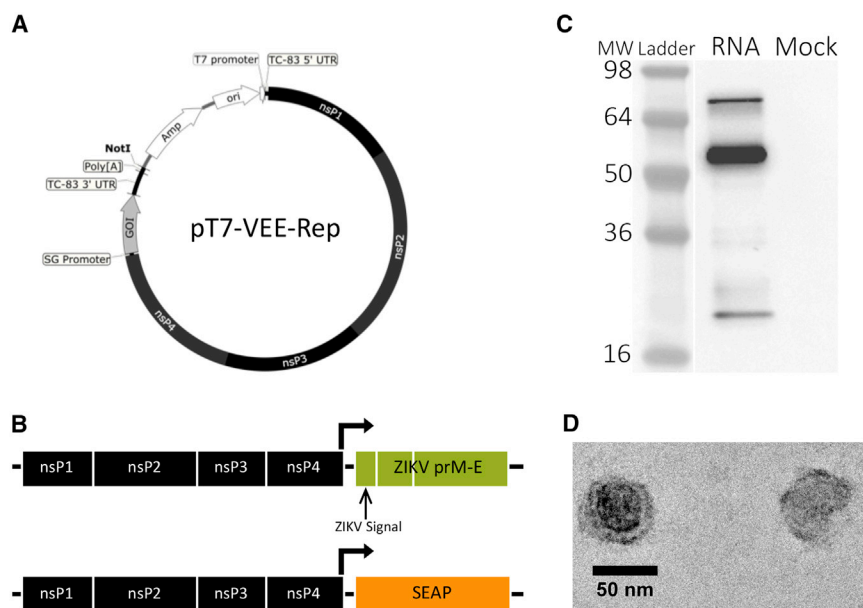 A
T7 promoter
TC-83 5' UTR
ori
Amp
NotI
Poly[A]
TC-83 3' UTR
GOI
SG Promoter
nsP1
nsP2
nsP3
nsP4
pT7-VEE-Rep
B
nsP1 nsP2 nsP3 nsP4 ZIKV prM-E
ZIKV Signal
nsP1 nsP2 nsP3 nsP4 SEAP
C
MW Ladder RNA Mock
98
64
50
36
16
D
50 nm